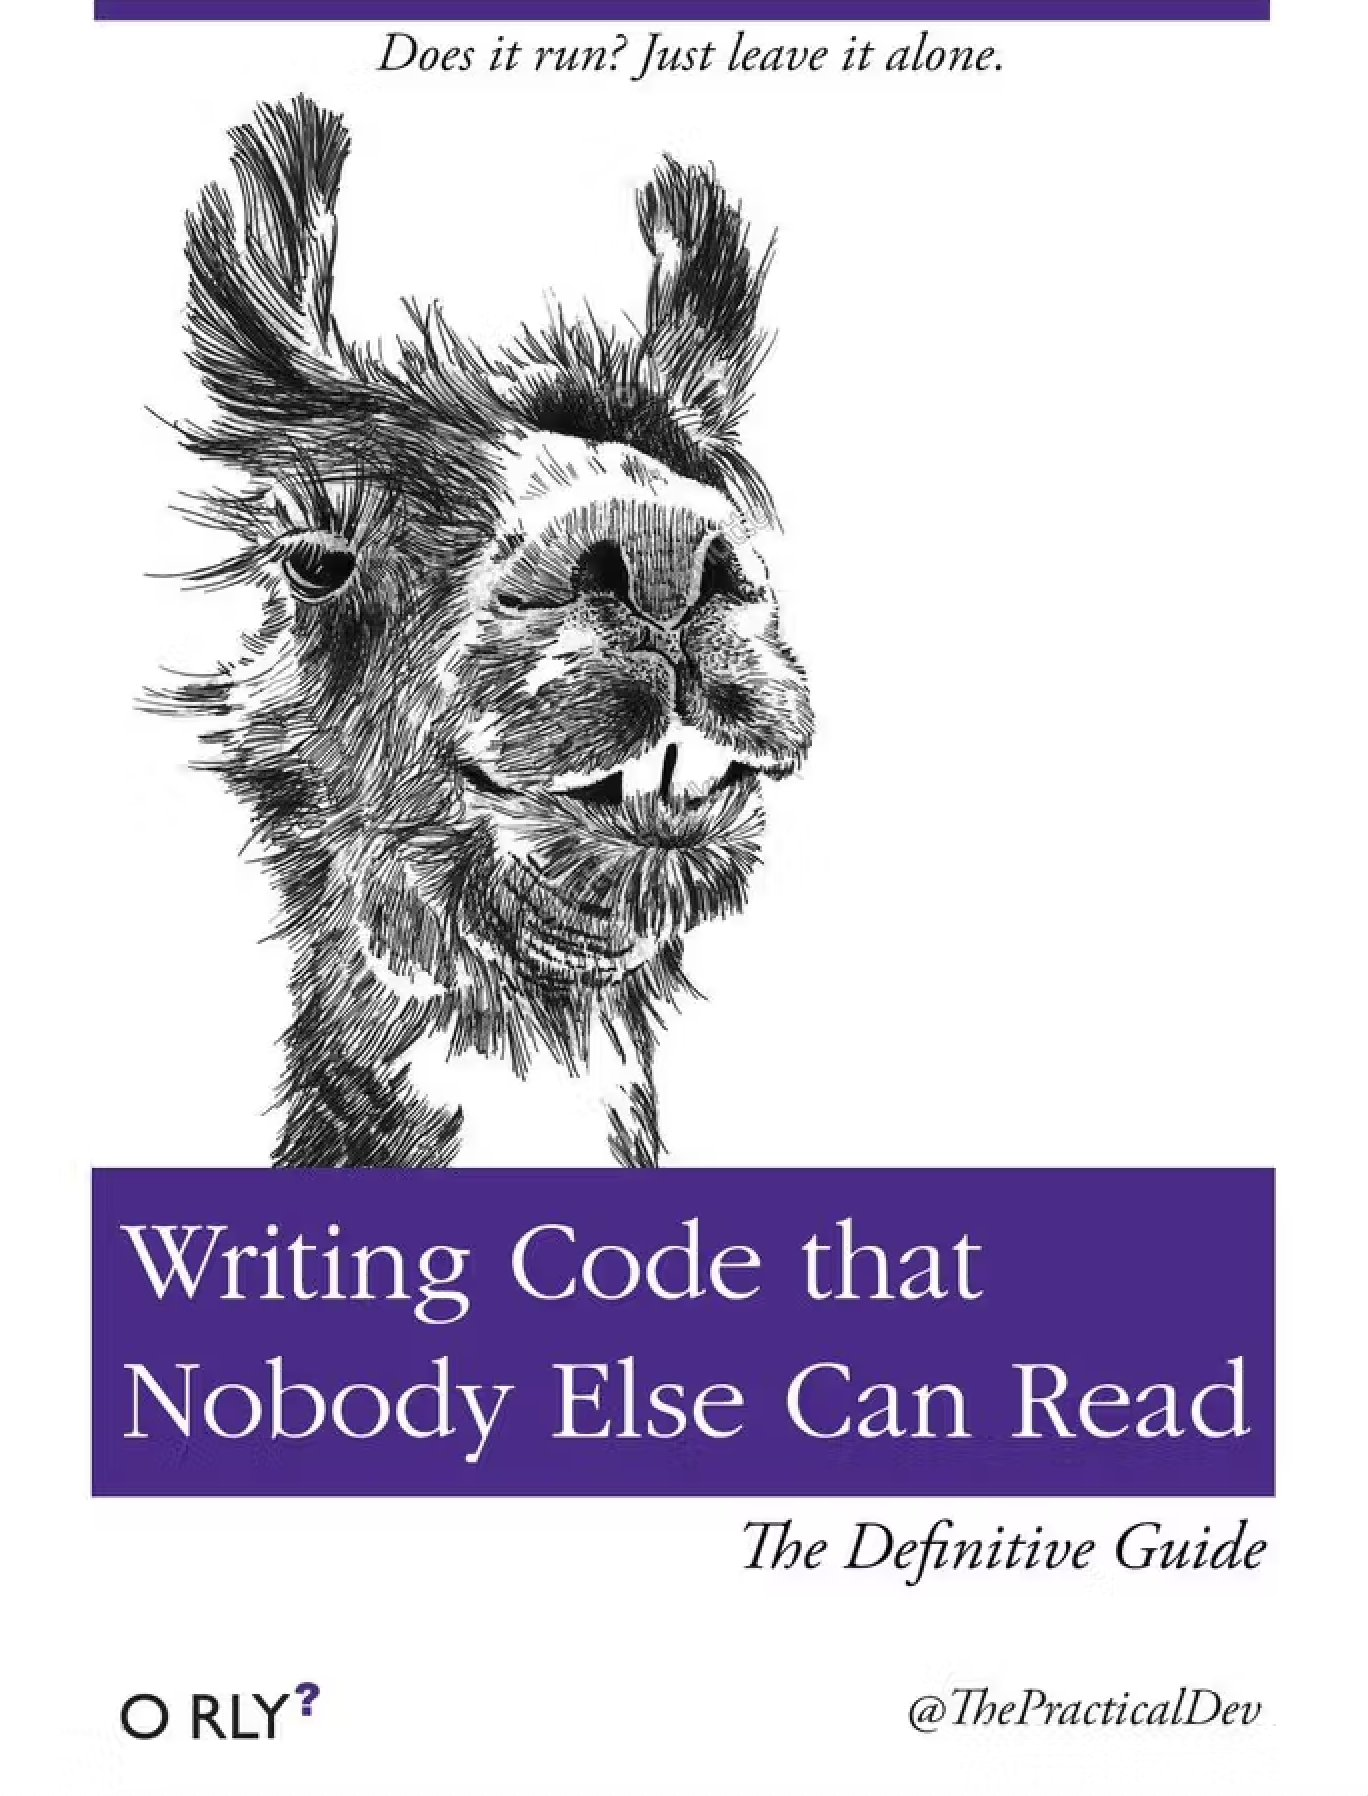 Does it run? Just leave it alone.
Writing Code that
Nobody Else Can Read
The Definitive Guide
O RLY?
@ThePracticalDev